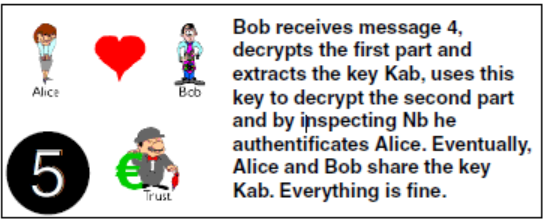 Alice
Bob
5
€
Trust
Bob receives message 4,
decrypts the first part and
extracts the key Kab, uses this
key to decrypt the second part
and by inspecting Nb he
authentificates Alice. Eventually,
Alice and Bob share the key
Kab. Everything is fine.